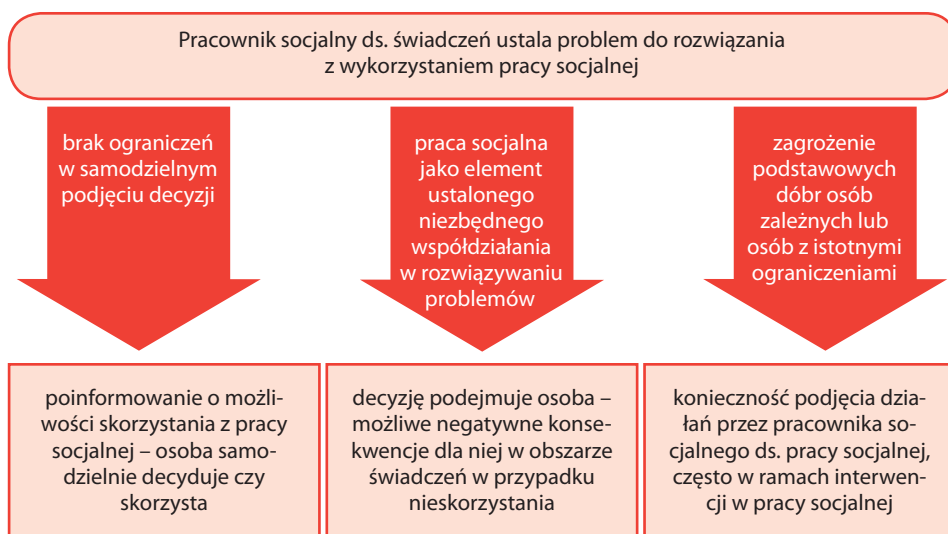 Pracownik socjalny ds. świadczeń ustala problem do rozwiązania
z wykorzystaniem pracy socjalnej
brak ograniczeń
w samodzielnym
podjęciu decyzji
praca socjalna
jako element
ustalonego
niezbędnego
współdziałania
w rozwiązywaniu
problemów
zagrożenie
podstawowych
dóbr osób
zależnych lub
osób z istotnymi
ograniczeniami
poinformowanie o możli-
wości skorzystania z pracy
socjalnej – osoba samo-
dzielnie decyduje czy
skorzysta
decyzję podejmuje osoba –
możliwe negatywne konse-
kwencje dla niej w obszarze
świadczeń w przypadku
nieskorzystania
konieczność podjęcia dzia-
łań przez pracownika so-
cjalnego ds. pracy socjalnej,
często w ramach interwen-
cji w pracy socjalnej